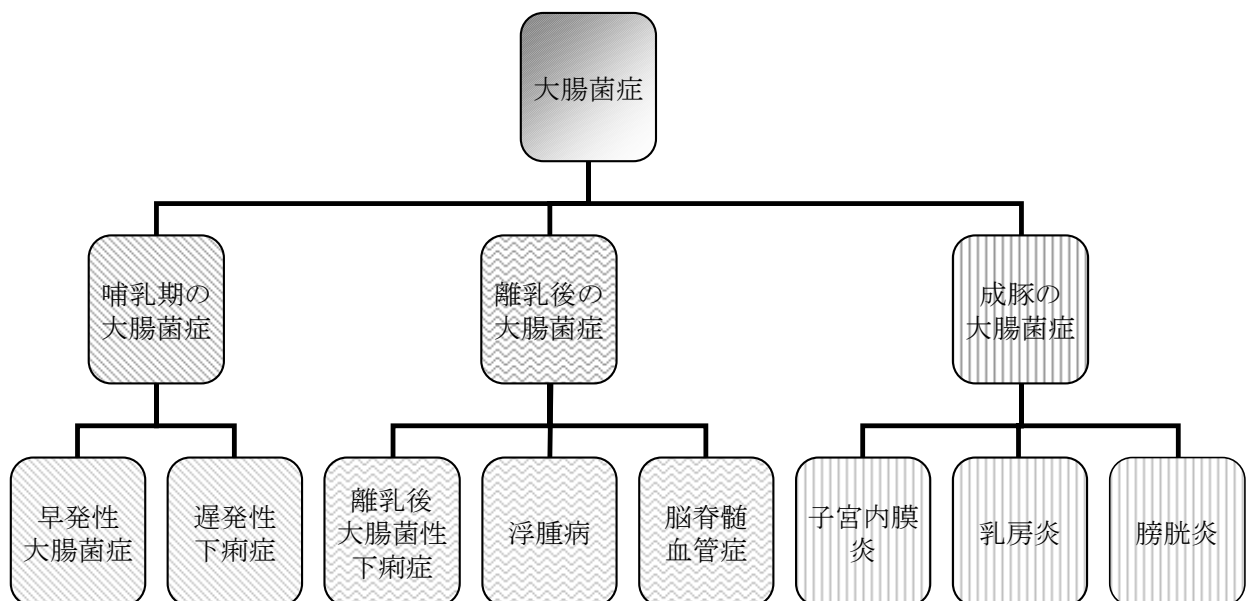 大腸菌症
哺乳期の
大腸菌症
離乳後の
大腸菌症
成豚の
大腸菌症
早発性
大腸菌症
遅発性
下痢症
離乳後
大腸菌性
下痢症
浮腫病
脳脊髄
血管症
子宮内膜
炎
乳房炎
膀胱炎